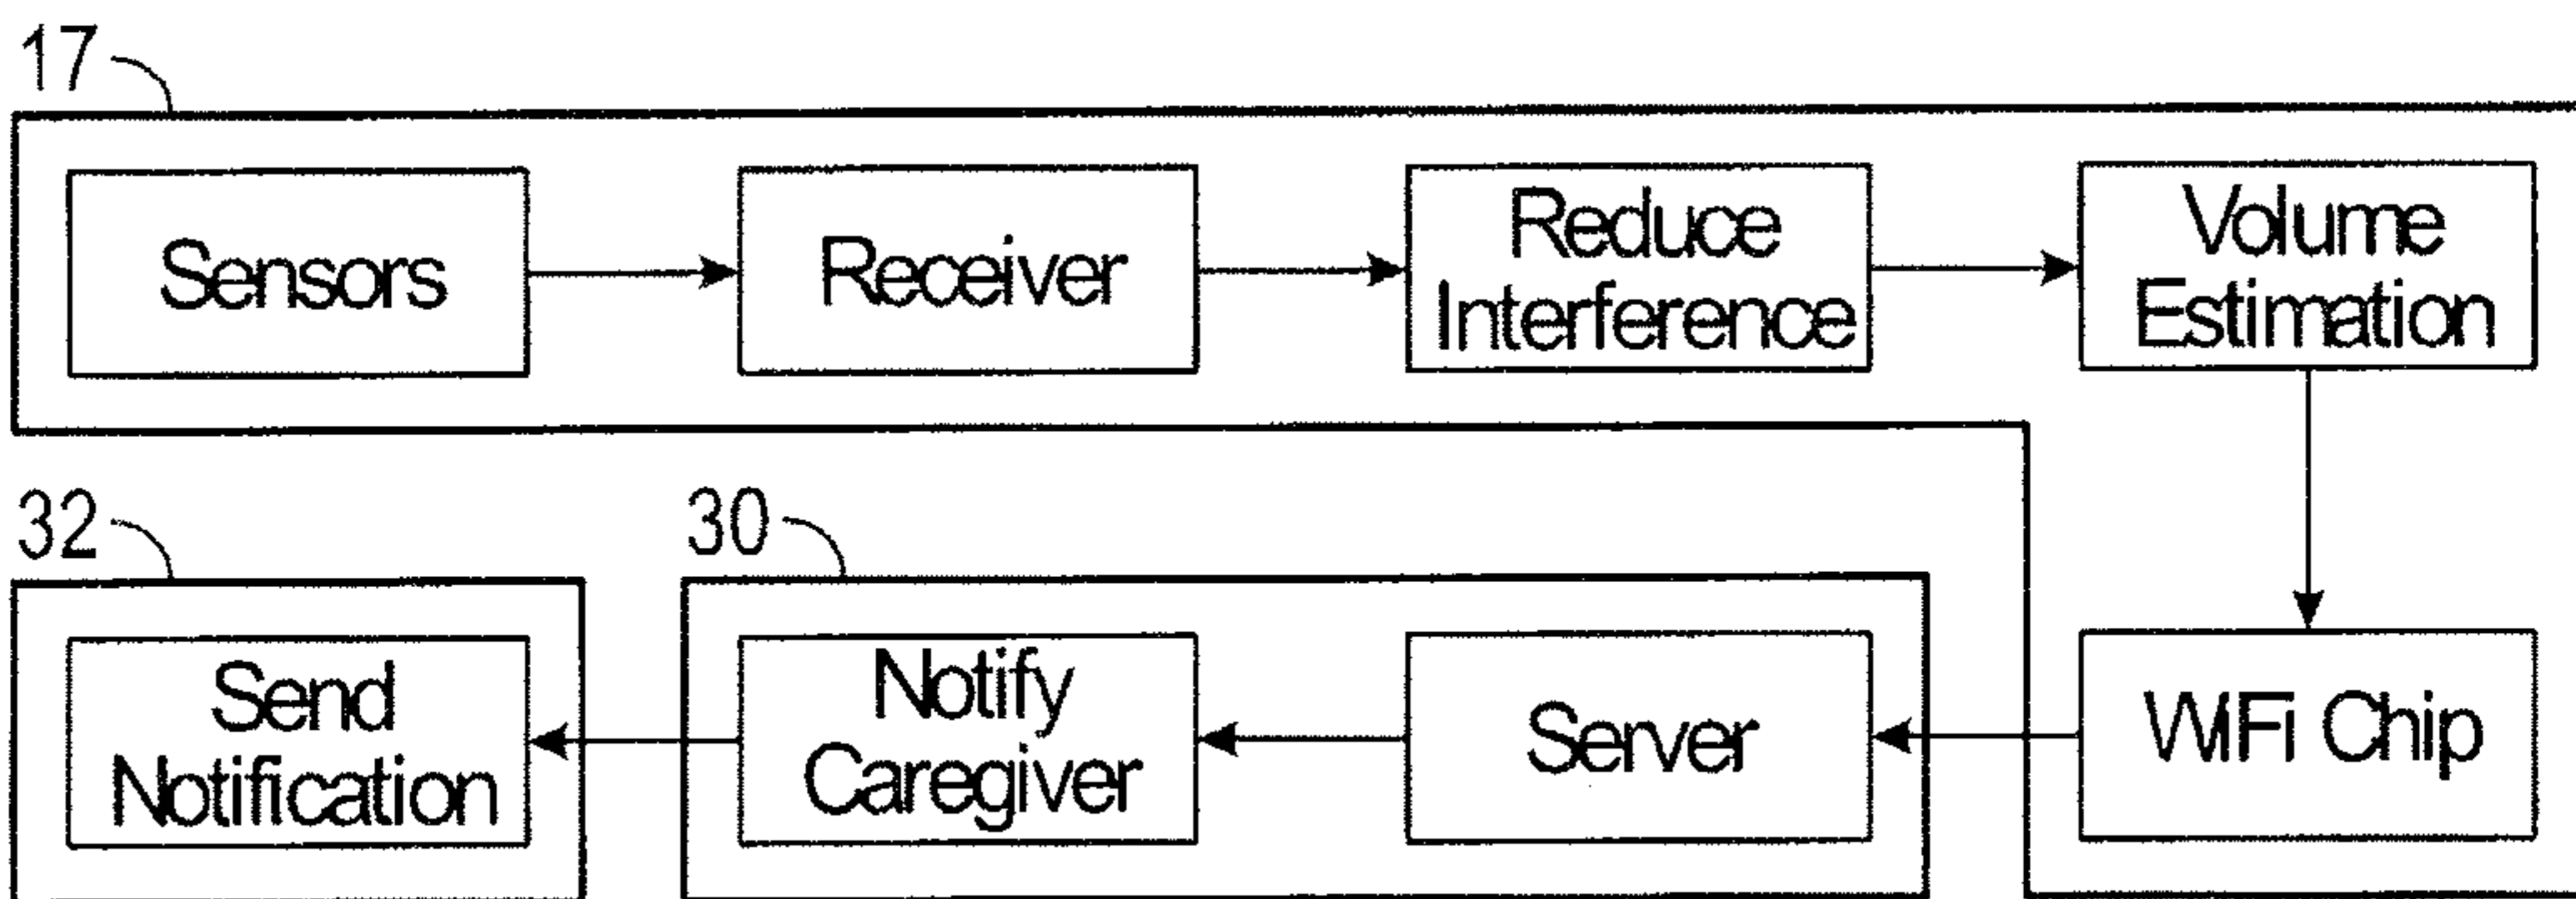 17
Sensors
Receiver
Reduce
Interference
Volume
Estimation
32
30
Send
Notification
Notify
Caregiver
Server
WiFi Chip